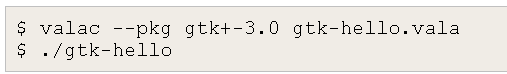 $ valac --pkg gtk+-3.0 gtk-hello.vala
$ ./gtk-hello